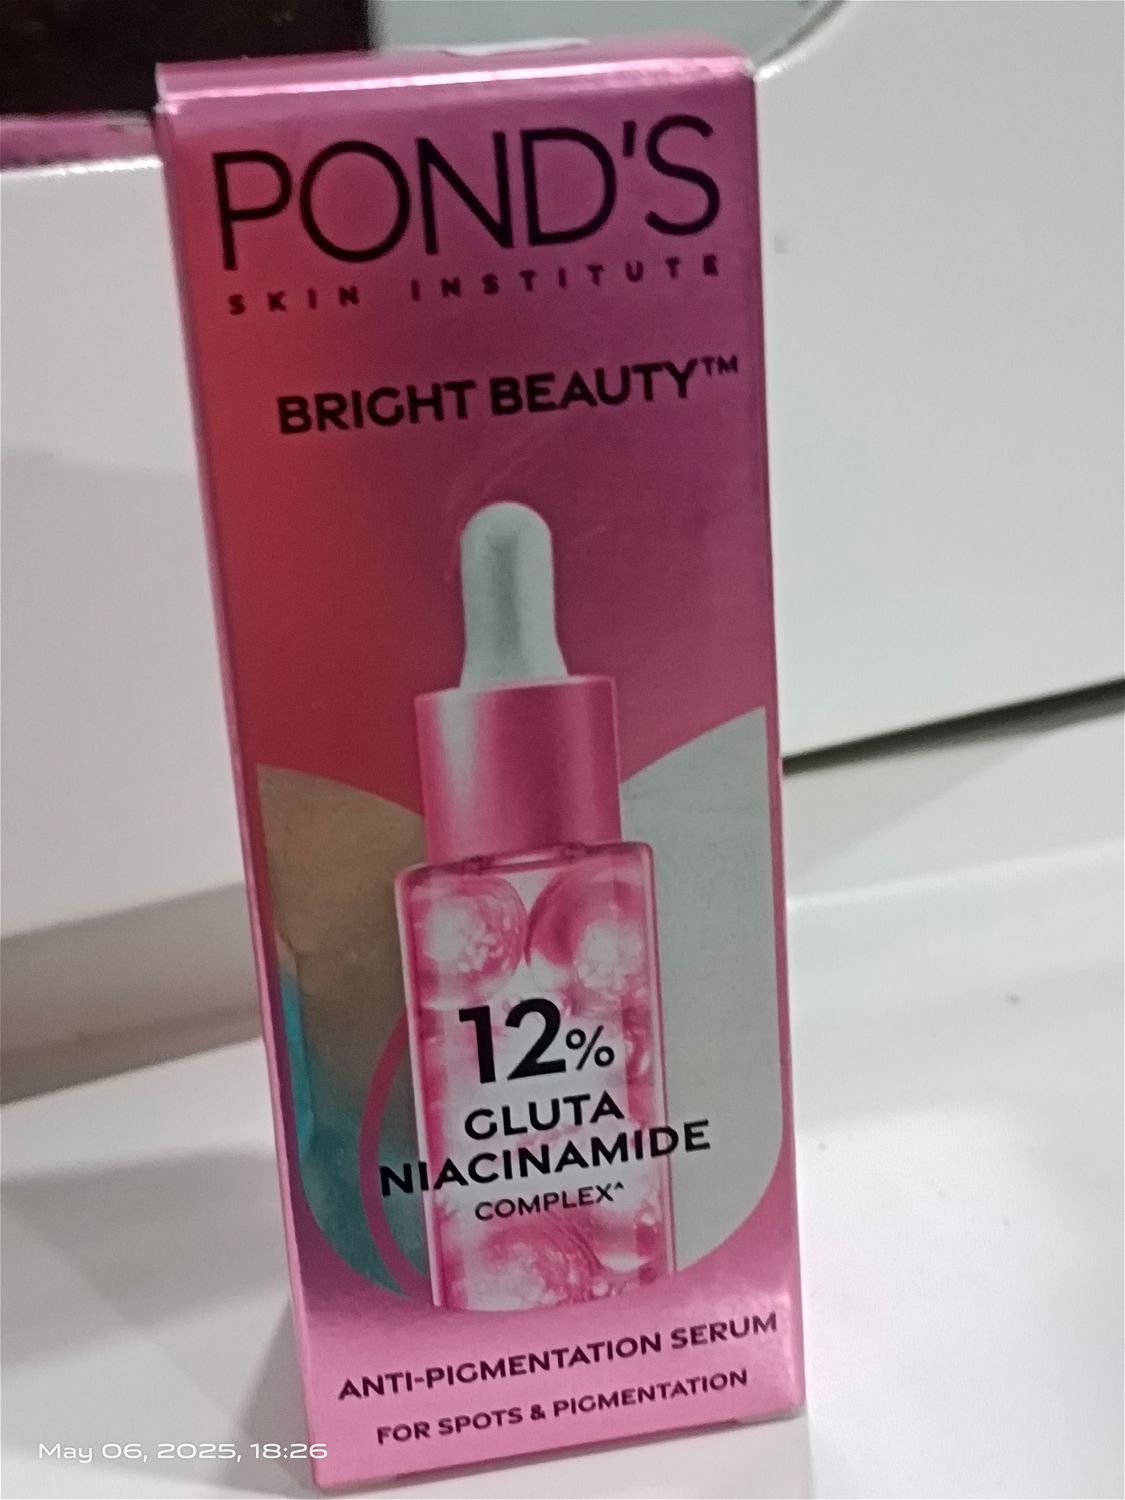 POND'S
SKIN INSTITUTE
BRIGHT BEAUTY™
12%
GLUTA
NIACINAMIDE
COMPLEX^
ANTI-PIGMENTATION SERUM
FOR SPOTS & PIGMENTATION
May 06, 2025, 18:26